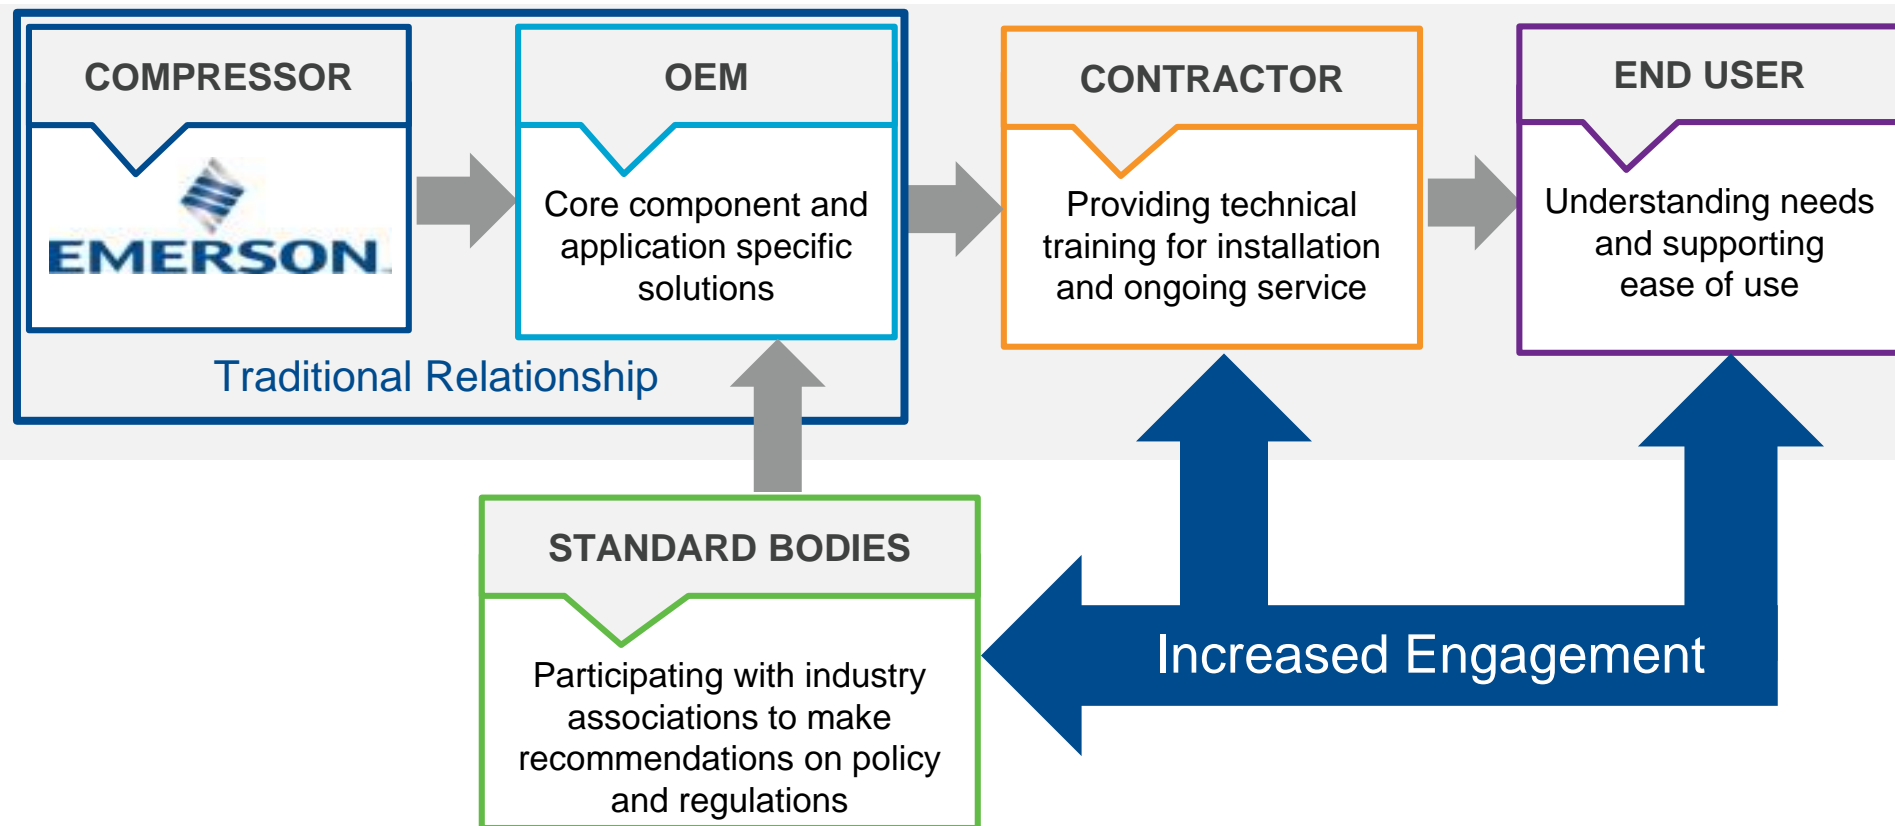 COMPRESSOR
EMERSON
OEM
Core component and
application specific
solutions
CONTRACTOR
Providing technical
training for installation
and ongoing service
END USER
Understanding needs
and supporting
ease of use
Traditional Relationship
STANDARD BODIES
Participating with industry
associations to make
recommendations on policy
and regulations
Increased Engagement